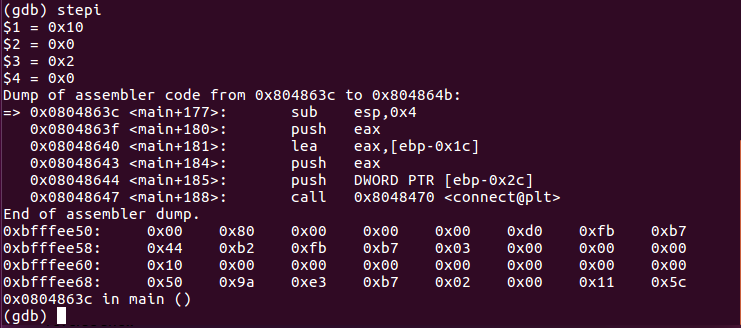 (gdb) stepi
$1 = 0x10
$2 = 0x0
$3 = 0x2
$4 = 0x0
Dump of assembler code from 0x804863c to 0x804864b:
=> 0x0804863c <main+177>:	sub    esp,0x4
   0x0804863f <main+180>:	push   eax
   0x08048640 <main+181>:	lea    eax,[ebp-0x1c]
   0x08048643 <main+184>:	push   eax
   0x08048644 <main+185>:	push   DWORD PTR [ebp-0x2c]
   0x08048647 <main+188>:	call   0x8048470 <connect@plt>
End of assembler dump.
0xbfffee50:	0x00	0x80	0x00	0x00	0x00	0xd0	0xfb	0xb7
0xbfffee58:	0x44	0xb2	0xfb	0xb7	0x03	0x00	0x00	0x00
0xbfffee60:	0x10	0x00	0x00	0x00	0x00	0x00	0x00	0x00
0xbfffee68:	0x50	0x9a	0xe3	0xb7	0x02	0x00	0x11	0x5c
0x0804863c in main ()
(gdb)